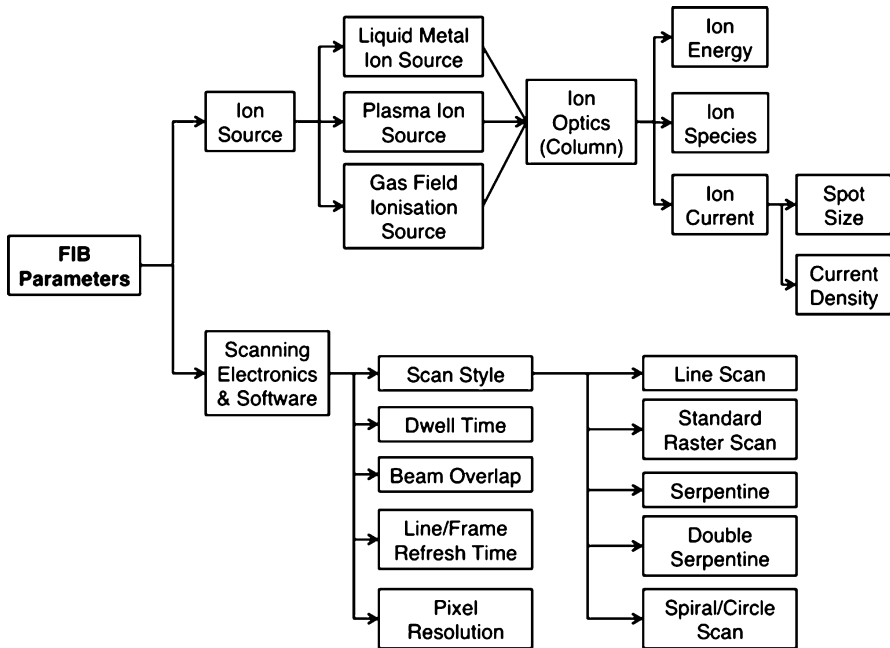 FIB
Parameters
Ion
Source
Liquid Metal
Ion Source
Plasma Ion
Source
Gas Field
Ionisation
Source
Ion
Optics
(Column)
Ion
Energy
Ion
Species
Ion
Current
Spot
Size
Current
Density
Scanning
Electronics
& Software
Scan Style
Dwell Time
Beam Overlap
Line/Frame
Refresh Time
Pixel
Resolution
Line Scan
Standard
Raster Scan
Serpentine
Double
Serpentine
Spiral/Circle
Scan